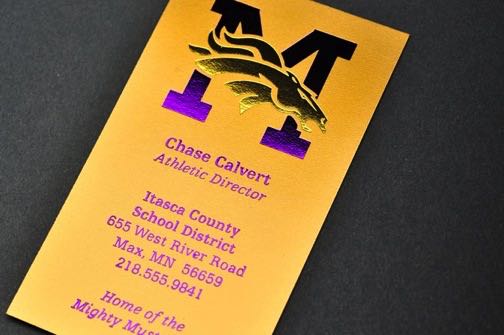 M
Chase Calvert
Athletic Director
Itasca County
School District
655 West River Road
Max, MN 56659
218.555.9841
Home of the
Mighty